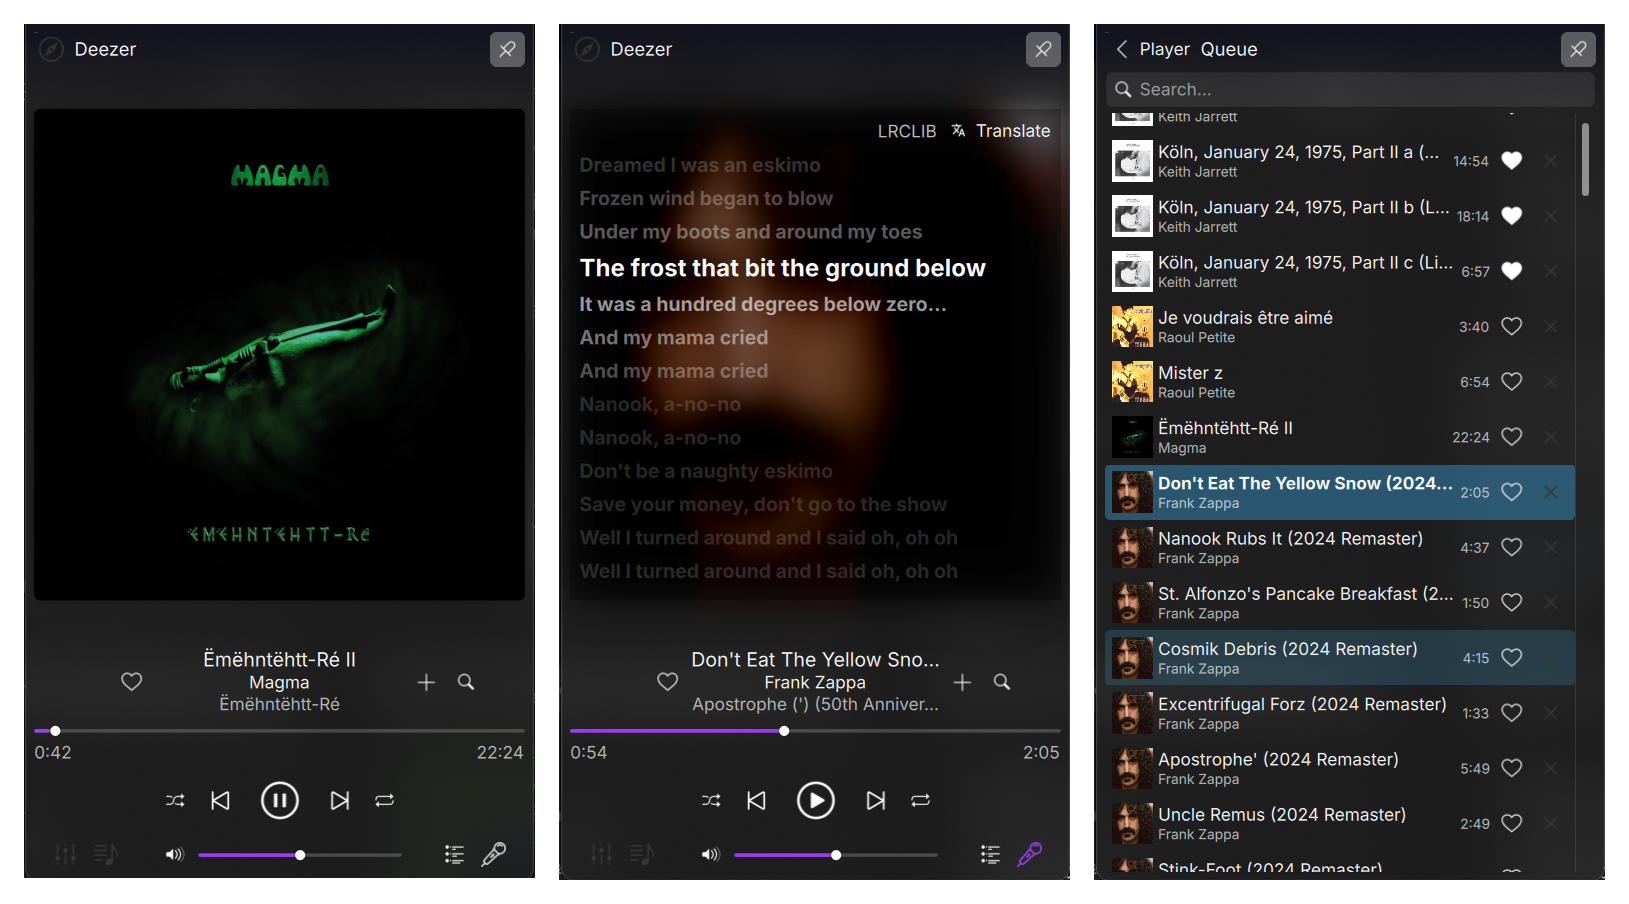 Deezer
MAGMA
ËMËHNTËHTT-Ré
Ëmëhntëhtt-Ré II
Magma
Ëmëhntëhtt-Ré
0:42
22:24
Deezer
LRCLIB Translate
Dreamed I was an eskimo
Frozen wind began to blow
Under my boots and around my toes
The frost that bit the ground below
It was a hundred degrees below zero...
And my mama cried
And my mama cried
Nanook, a-no-no
Nanook, a-no-no
Don't be a naughty eskimo
Save your money, don't go to the show
Well I turned around and I said oh, oh oh
Well I turned around and I said oh, oh oh
Don't Eat The Yellow Sno...
Frank Zappa
Apostrophe (') (50th Anniver...
0:54
2:05
Player Queue
Search...
Keith Jarrett
Köln, January 24, 1975, Part II a (...
Keith Jarrett
14:54
Köln, January 24, 1975, Part II b (L...
Keith Jarrett
18:14
Köln, January 24, 1975, Part II c (Li...
Keith Jarrett
6:57
Je voudrais être aimé
Raoul Petite
3:40
Mister z
Raoul Petite
6:54
Ëmëhntëhtt-Ré II
Magma
22:24
Don't Eat The Yellow Snow (2024...
Frank Zappa
2:05
Nanook Rubs It (2024 Remaster)
Frank Zappa
4:37
St. Alfonzo's Pancake Breakfast (2...
Frank Zappa
1:50
Cosmik Debris (2024 Remaster)
Frank Zappa
4:15
Excentrifugal Forz (2024 Remaster)
Frank Zappa
1:33
Apostrophe' (2024 Remaster)
Frank Zappa
5:49
Uncle Remus (2024 Remaster)
Frank Zappa
2:49
Stink-Foot (2024 Remaster)